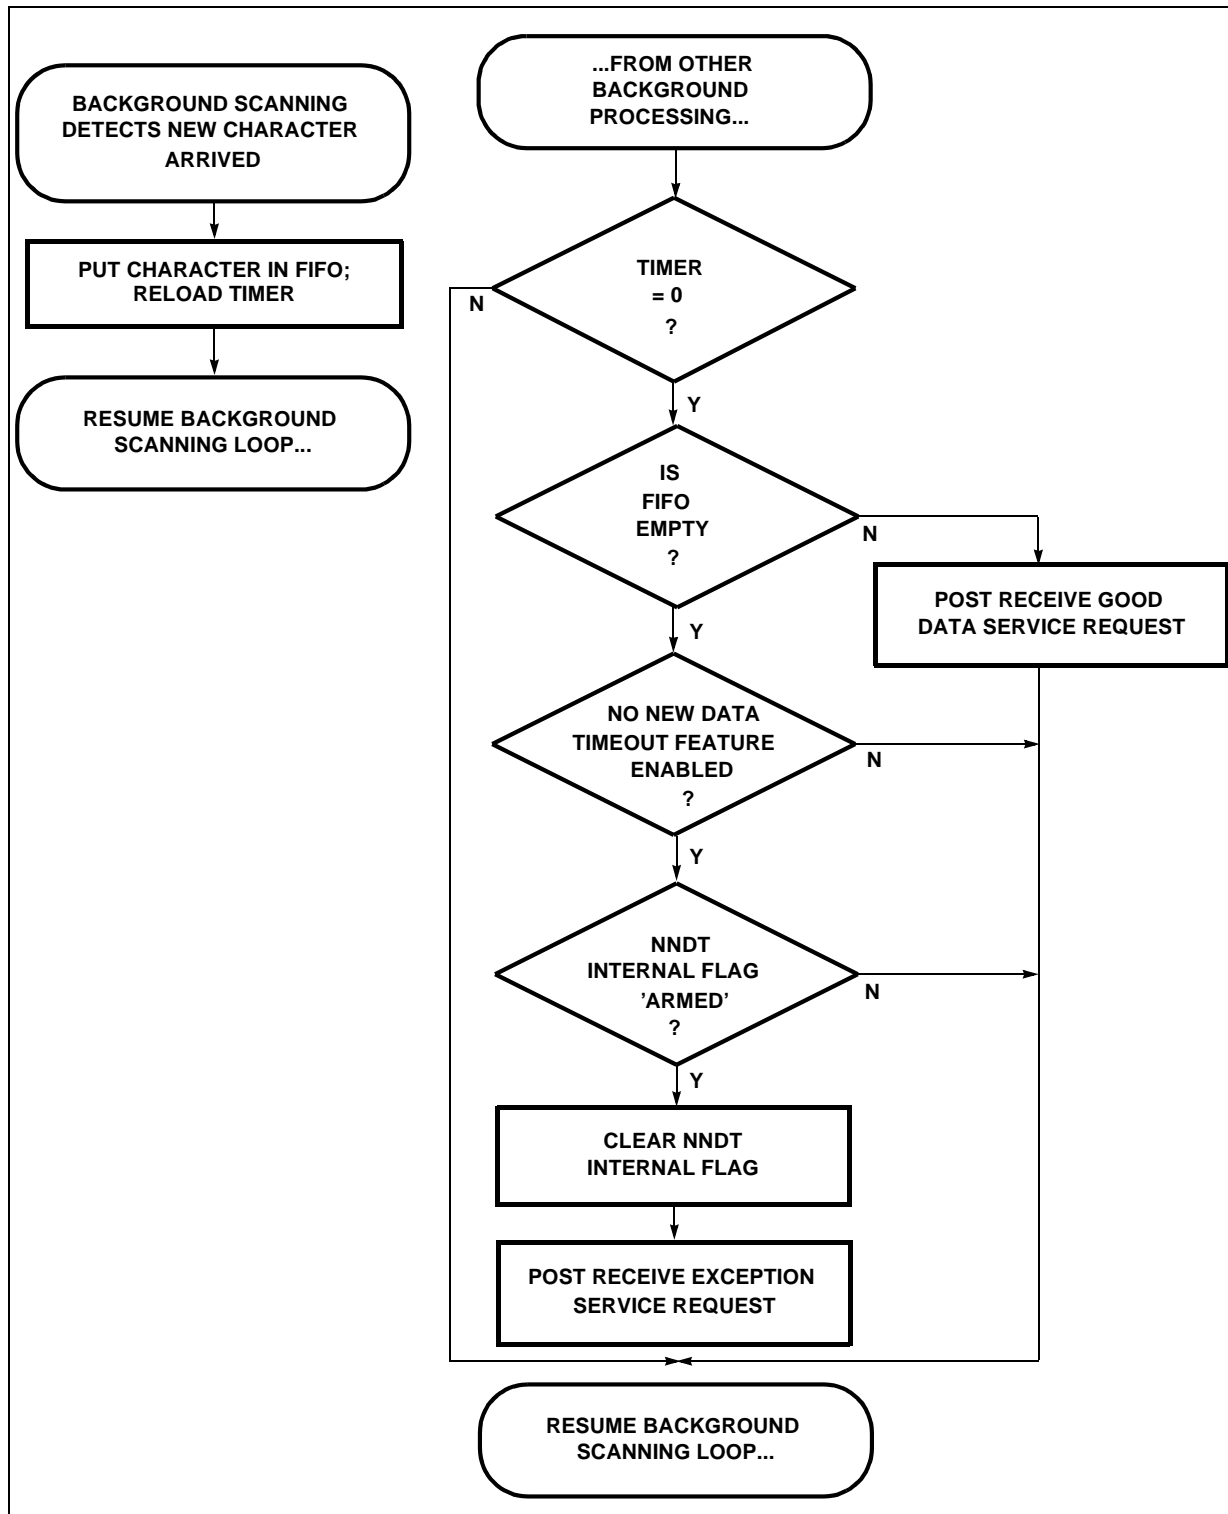 BACKGROUND SCANNING
DETECTS NEW CHARACTER
ARRIVED
PUT CHARACTER IN FIFO;
RELOAD TIMER
RESUME BACKGROUND
SCANNING LOOP...
...FROM OTHER
BACKGROUND
PROCESSING...
TIMER
= 0
?
N
Y
IS
FIFO
EMPTY
?
N
Y
POST RECEIVE GOOD
DATA SERVICE REQUEST
NO NEW DATA
TIMEOUT FEATURE
ENABLED
?
N
Y
NNDT
INTERNAL FLAG
’ARMED’
?
N
Y
CLEAR NNDT
INTERNAL FLAG
POST RECEIVE EXCEPTION
SERVICE REQUEST
RESUME BACKGROUND
SCANNING LOOP...